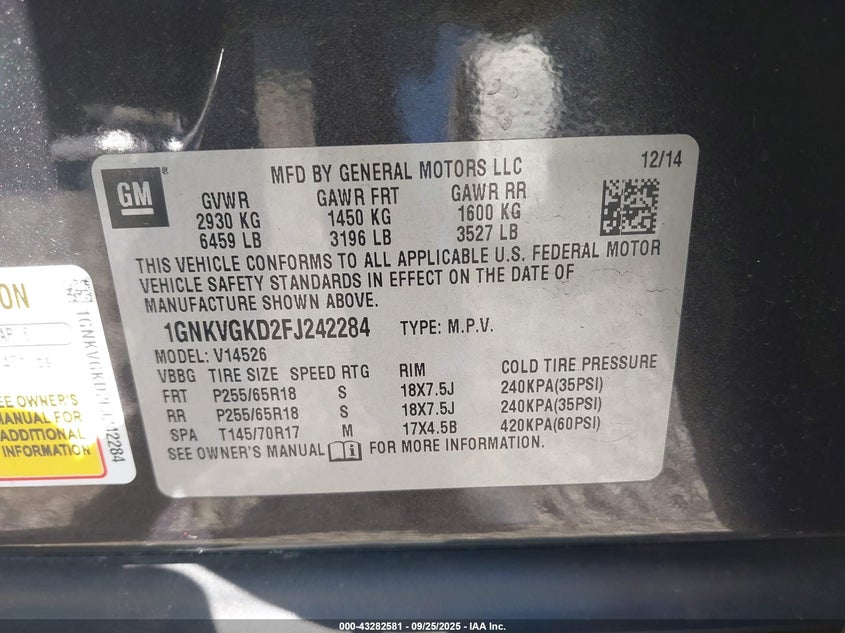 GM
MFD BY GENERAL MOTORS LLC
12/14
GVWR GAWR FRT GAWR RR
2930 KG 1450 KG 1600 KG
6459 LB 3196 LB 3527 LB
THIS VEHICLE CONFORMS TO ALL APPLICABLE U.S. FEDERAL MOTOR
VEHICLE SAFETY STANDARDS IN EFFECT ON THE DATE OF
MANUFACTURE SHOWN ABOVE.
1GNKVGKD2FJ242284 TYPE: M.P.V.
MODEL: V14526
VBBG TIRE SIZE SPEED RTG RIM COLD TIRE PRESSURE
FRT P255/65R18 S 18X7.5J 240KPA(35PSI)
RR P255/65R18 S 18X7.5J 240KPA(35PSI)
SPA T145/70R17 M 17X4.5B 420KPA(60PSI)
SEE OWNER'S MANUAL i FOR MORE INFORMATION.
ON
SEE OWNER'S
MANUAL FOR
ADDITIONAL
INFORMATION
000-43282581 - 09/25/2025 - IAA Inc.